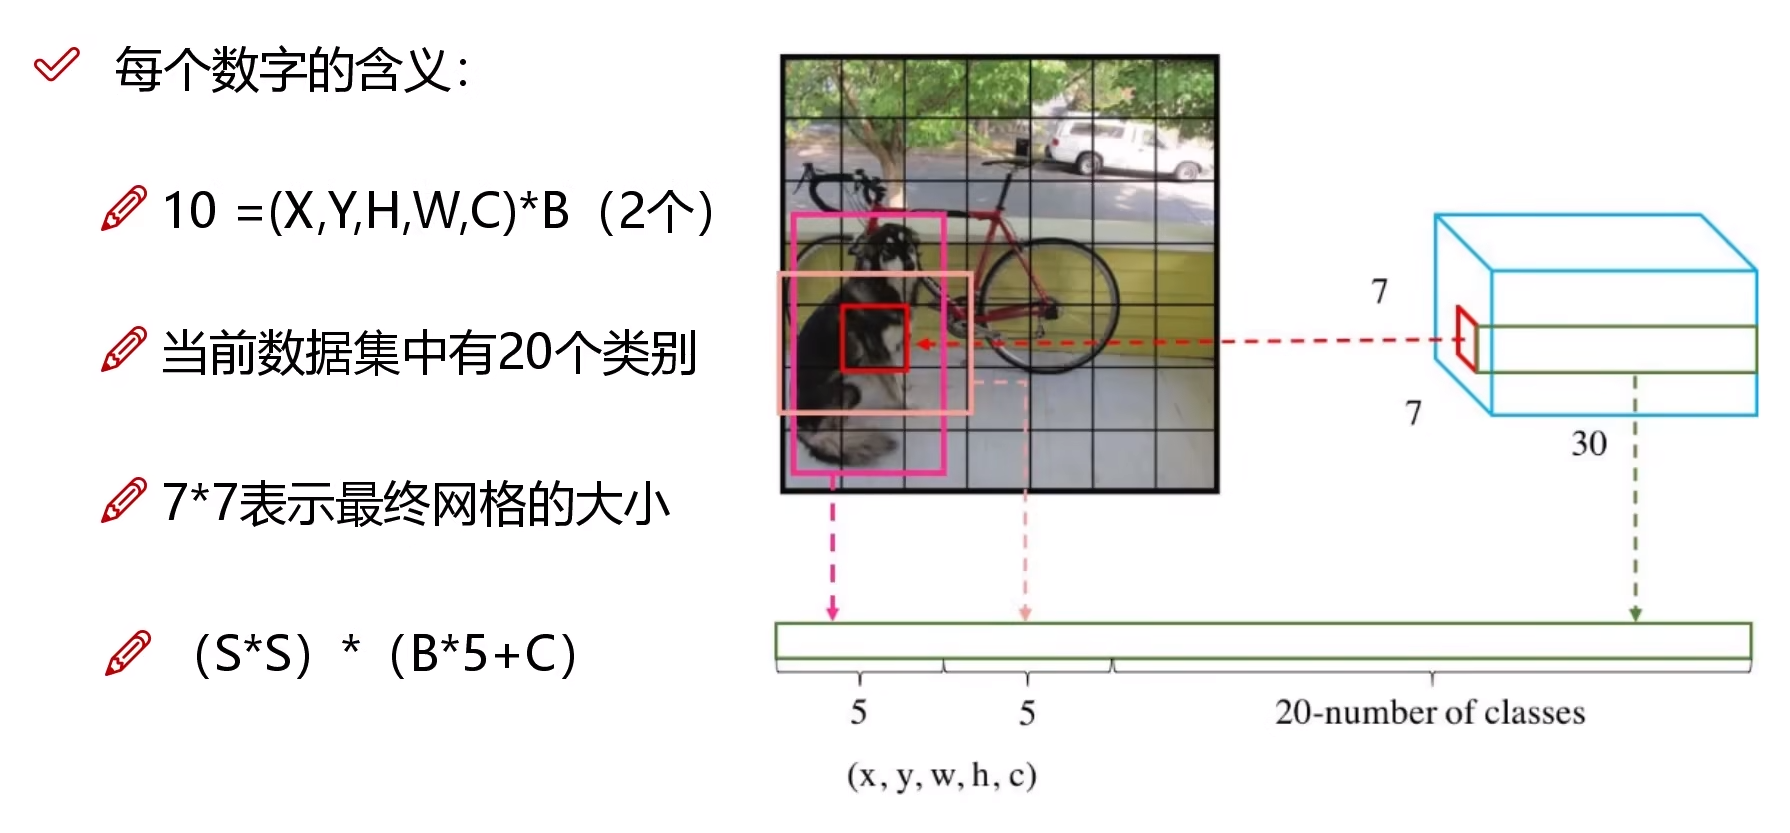 每个数字的含义：
10 =(X,Y,H,W,C)*B（2个）
当前数据集中有20个类别
7*7表示最终网格的大小
（S*S）*（B*5+C）
7
7
30
5
5
20-number of classes
(x, y, w, h, c)